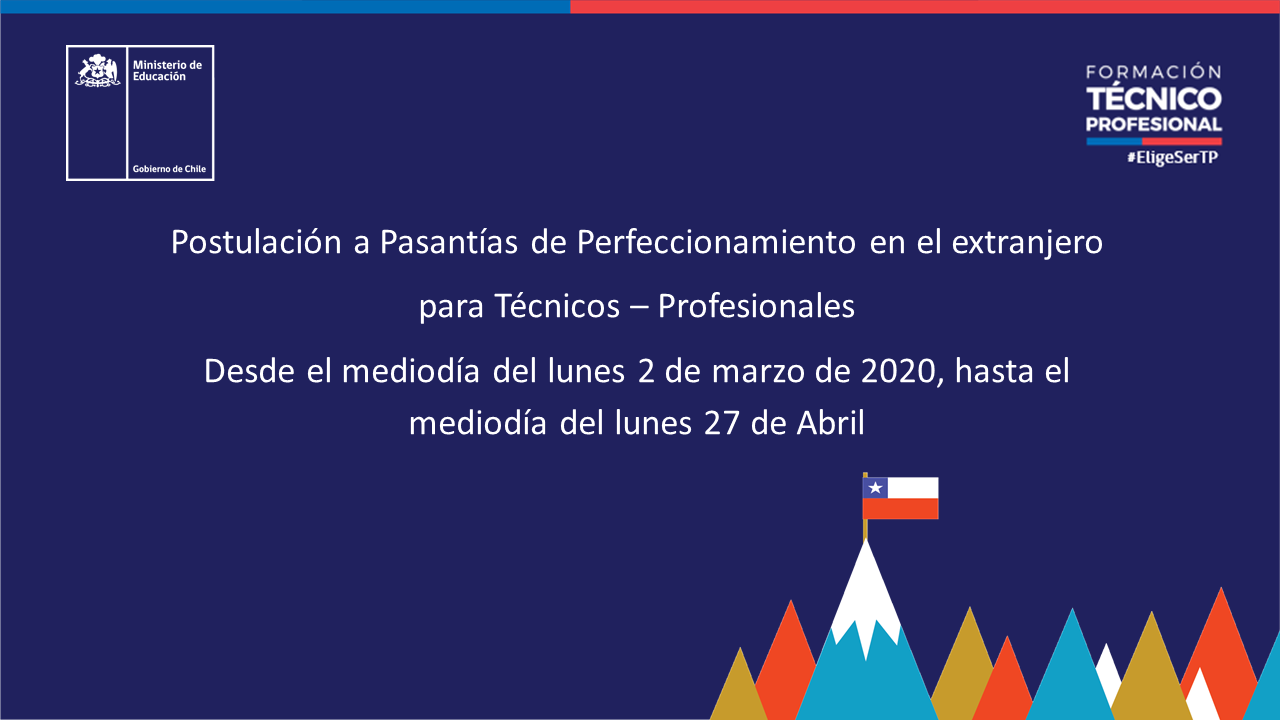 Ministerio de
Educación
Gobierno de Chile
FORMACIÓN
TÉCNICO
PROFESIONAL
#EligeSerTP
Postulación a Pasantías de Perfeccionamiento en el extranjero
para Técnicos – Profesionales
Desde el mediodía del lunes 2 de marzo de 2020, hasta el
mediodía del lunes 27 de Abril